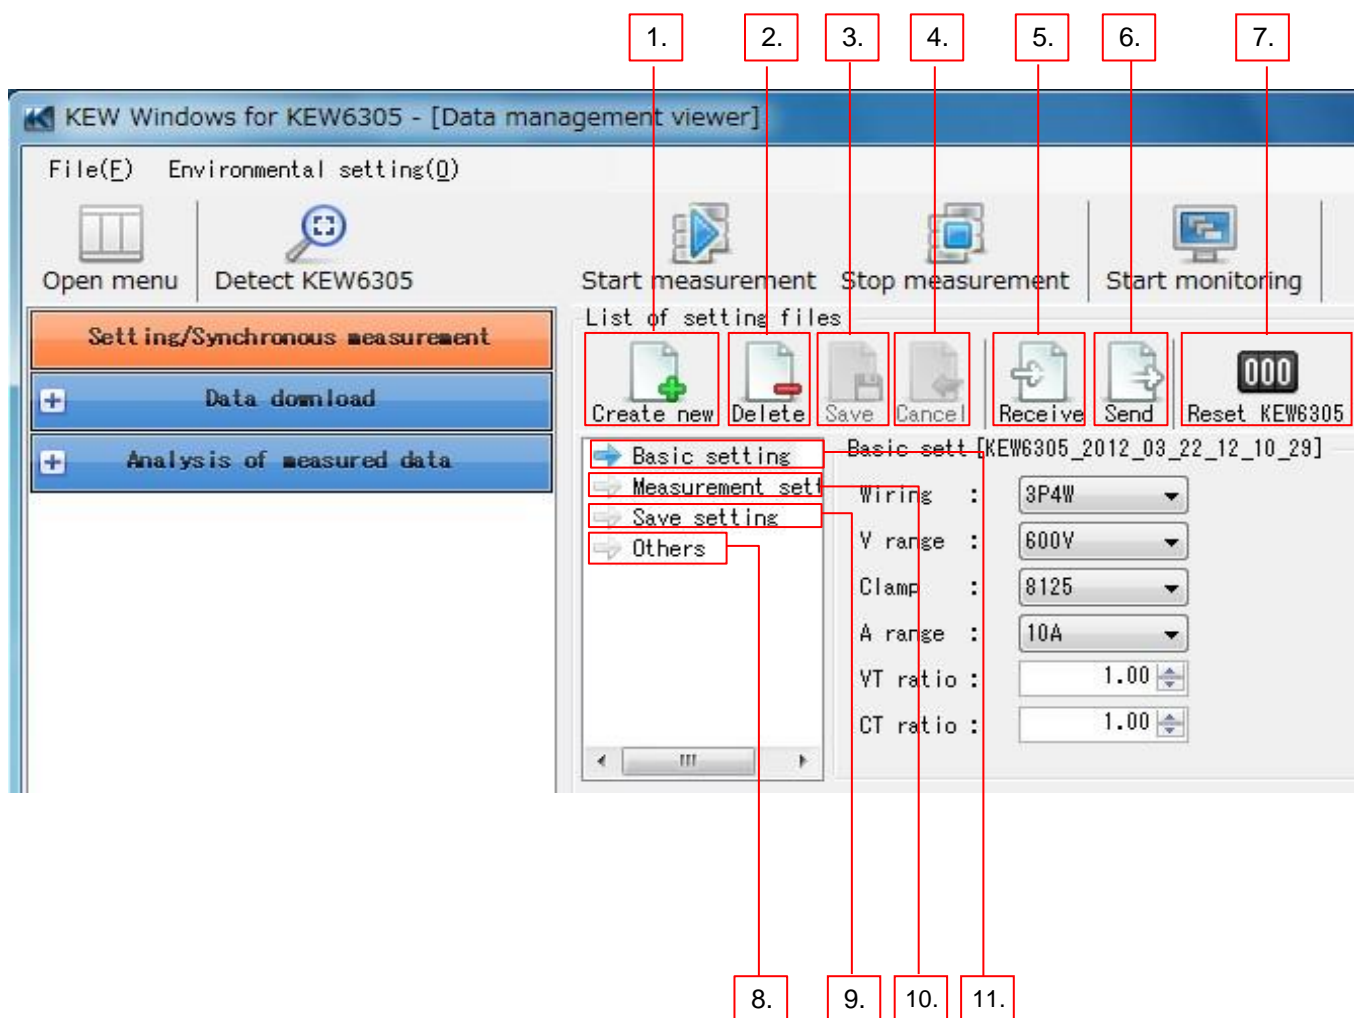 1. 2. 3. 4. 5. 6. 7.
KEW Windows for KEW6305 - [Data management viewer]
File(F) Environmental setting(O)
Open menu Detect KEW6305 Start measurement Stop measurement Start monitoring
Setting/Synchronous measurement
Data download
Analysis of measured data
List of setting files
000
Create new Delete Save Cancel Receive Send Reset KEW6305
Basic setting
Measurement sett
Save setting
Others
Basic sett [KEW6305_2012_03_22_12_10_29]
Wiring : 3P4W
V range : 600V
Clamp : 8125
A range : 10A
VT ratio : 1.00
CT ratio : 1.00
8. 9. 10. 11.